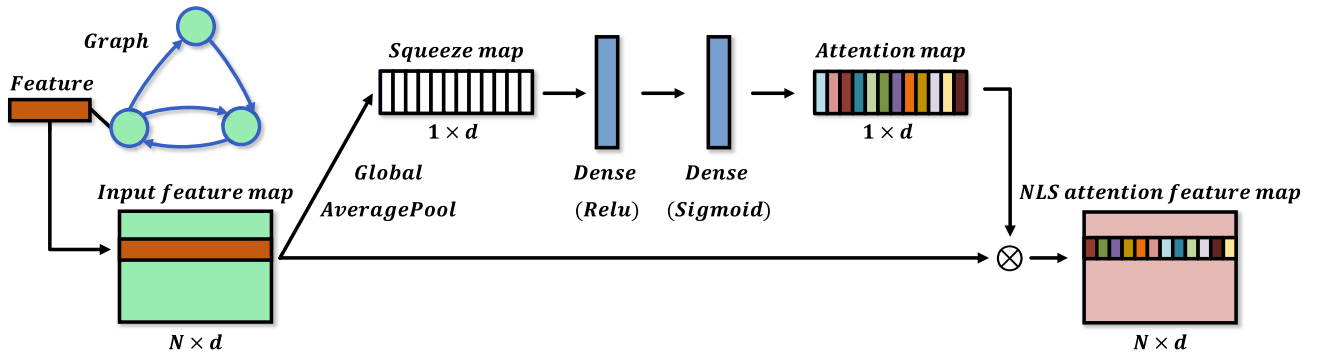 Graph
Feature
Input feature map
N × d
Global
AveragePool
Squeeze map
1 × d
Dense
(Relu)
Dense
(Sigmoid)
Attention map
1 × d
NLS attention feature map
N × d